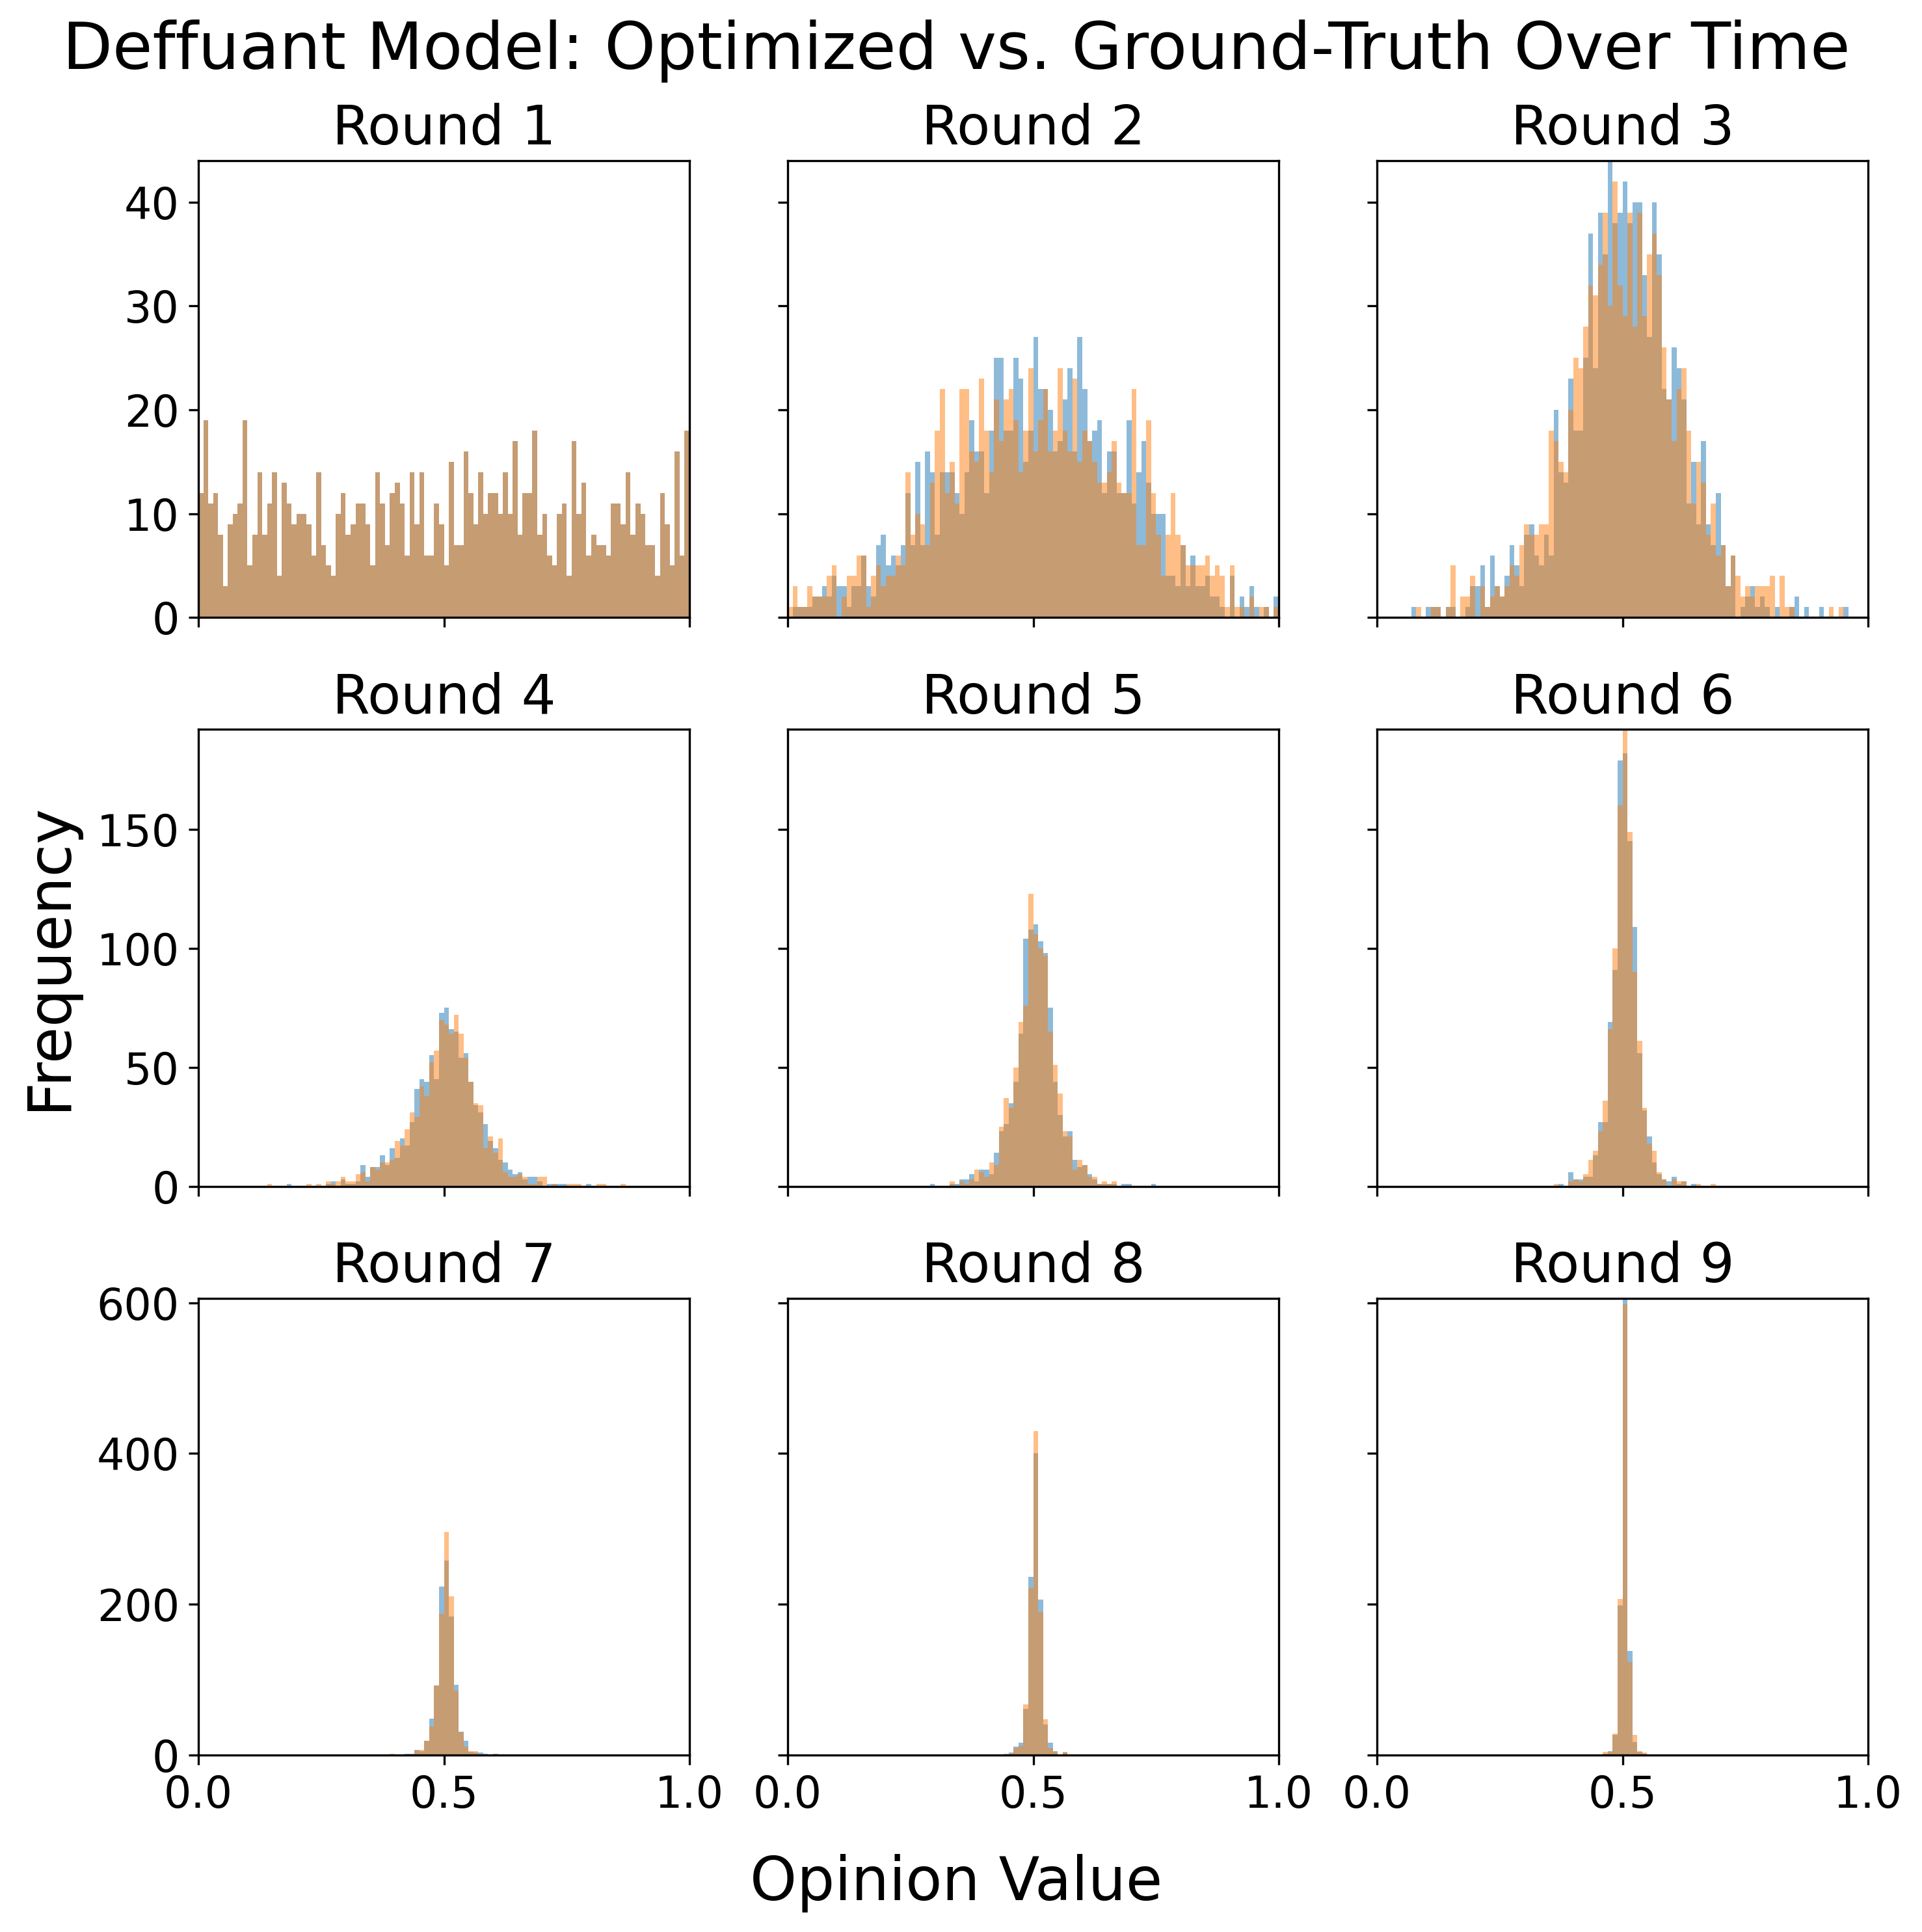 Deffuant Model: Optimized vs. Ground-Truth Over Time
Round 1
Round 2
Round 3
40
30
20
10
0
Round 4
Round 5
Round 6
Frequency
150
100
50
0
Round 7
Round 8
Round 9
600
400
200
0
0.0 0.5 1.0
0.0 0.5 1.0
0.0 0.5 1.0
Opinion Value